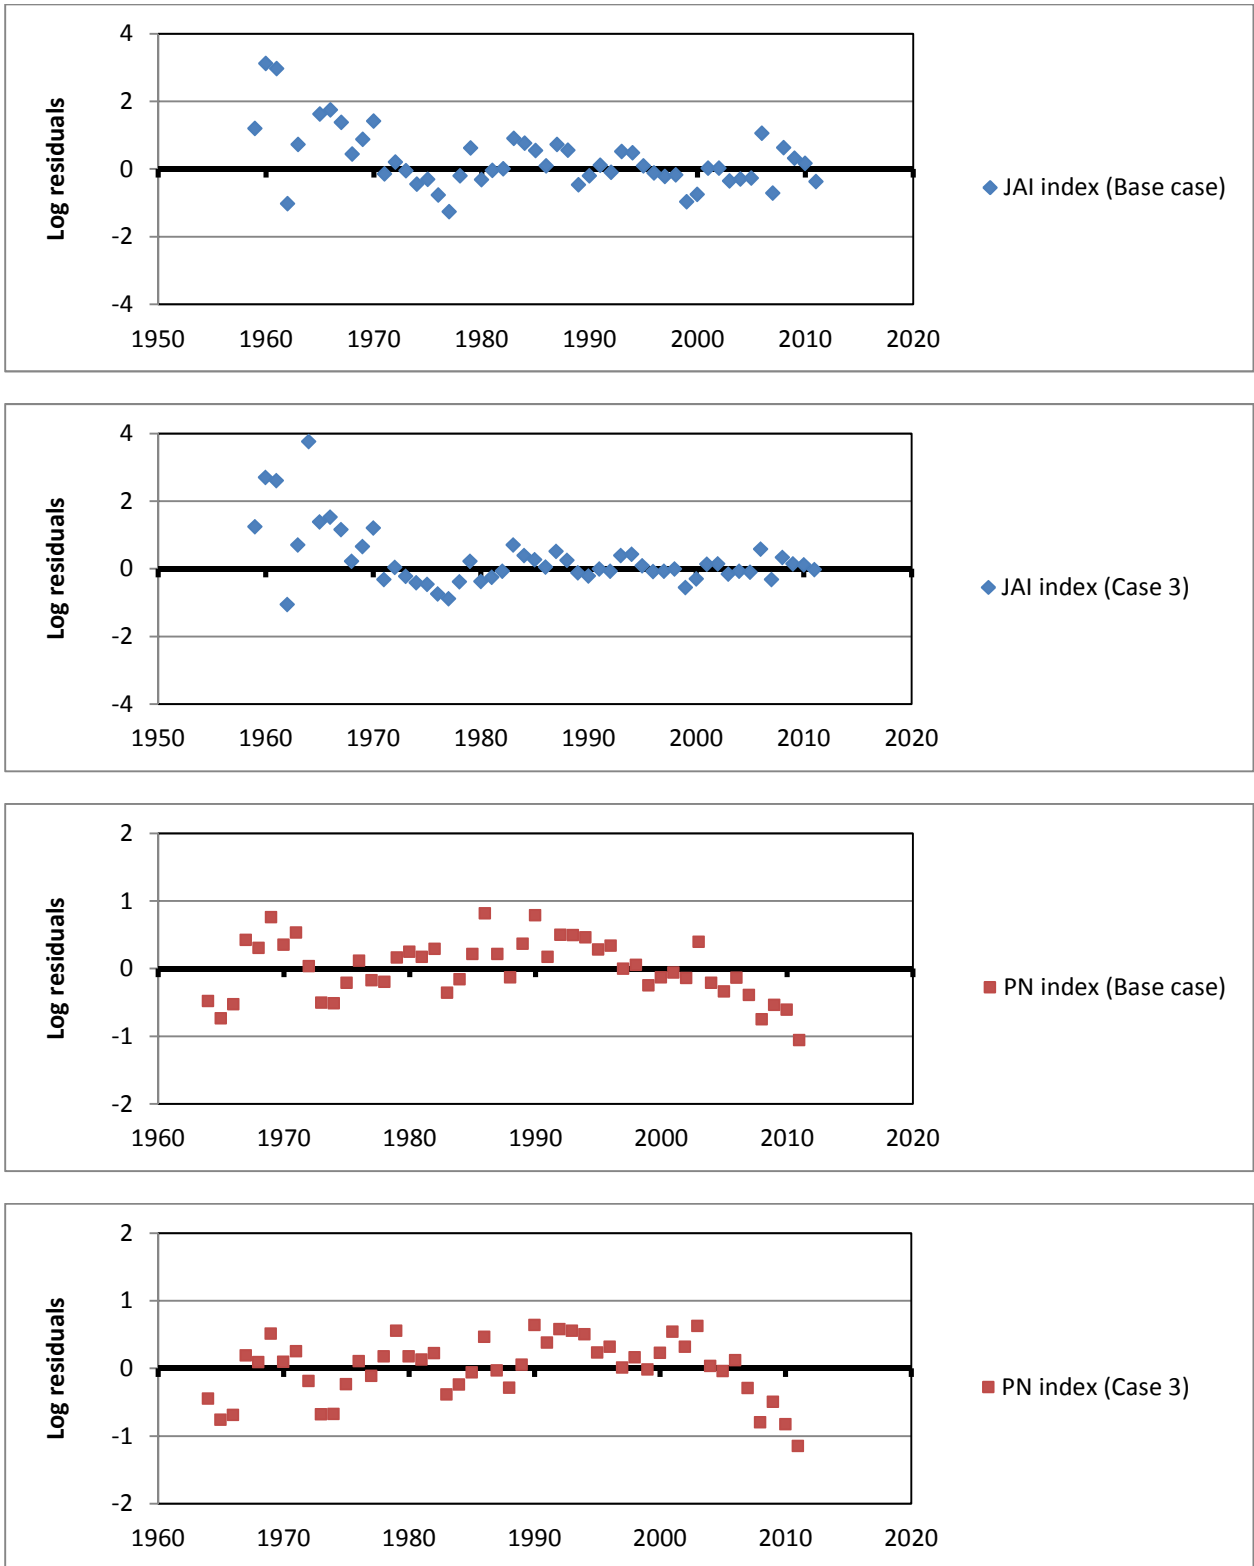 4
2
0
-2
-4
Log residuals
1950 1960 1970 1980 1990 2000 2010 2020
JAI index (Base case)
4
2
0
-2
-4
Log residuals
1950 1960 1970 1980 1990 2000 2010 2020
JAI index (Case 3)
2
1
0
-1
-2
Log residuals
1960 1970 1980 1990 2000 2010 2020
PN index (Base case)
2
1
0
-1
-2
Log residuals
1960 1970 1980 1990 2000 2010 2020
PN index (Case 3)